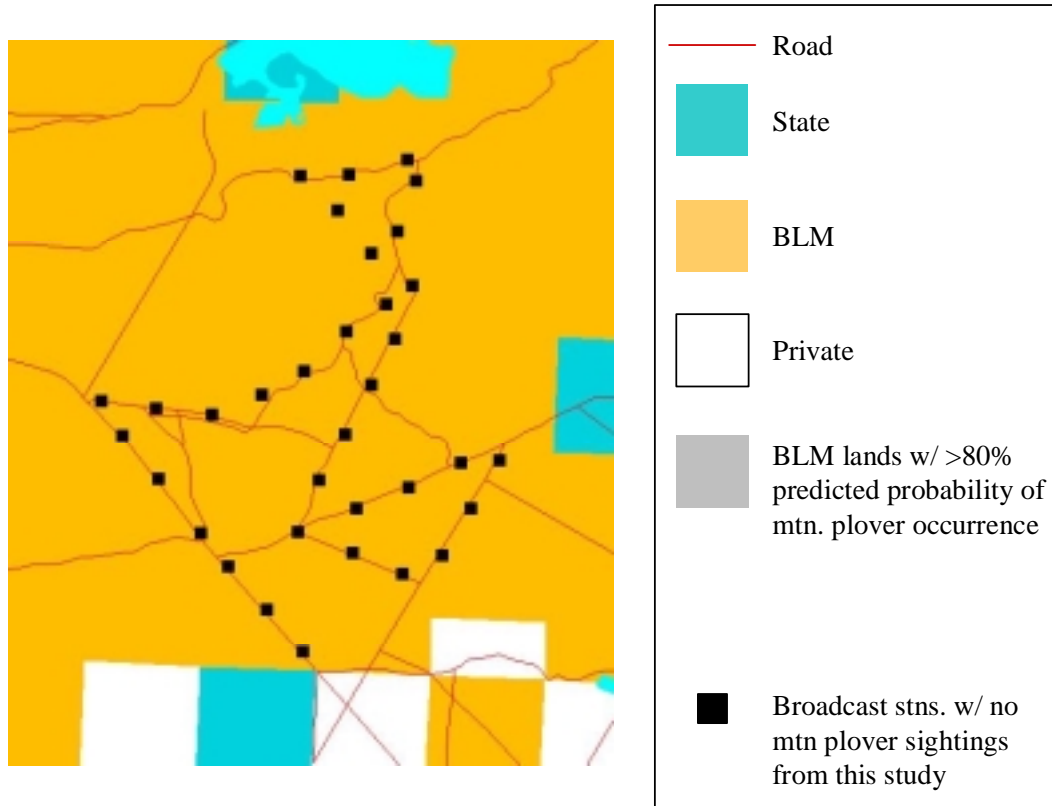 Road
State
BLM
Private
BLM lands w/ >80%
predicted probability of
mtn. plover occurrence
Broadcast stns. w/ no
mtn plover sightings
from this study